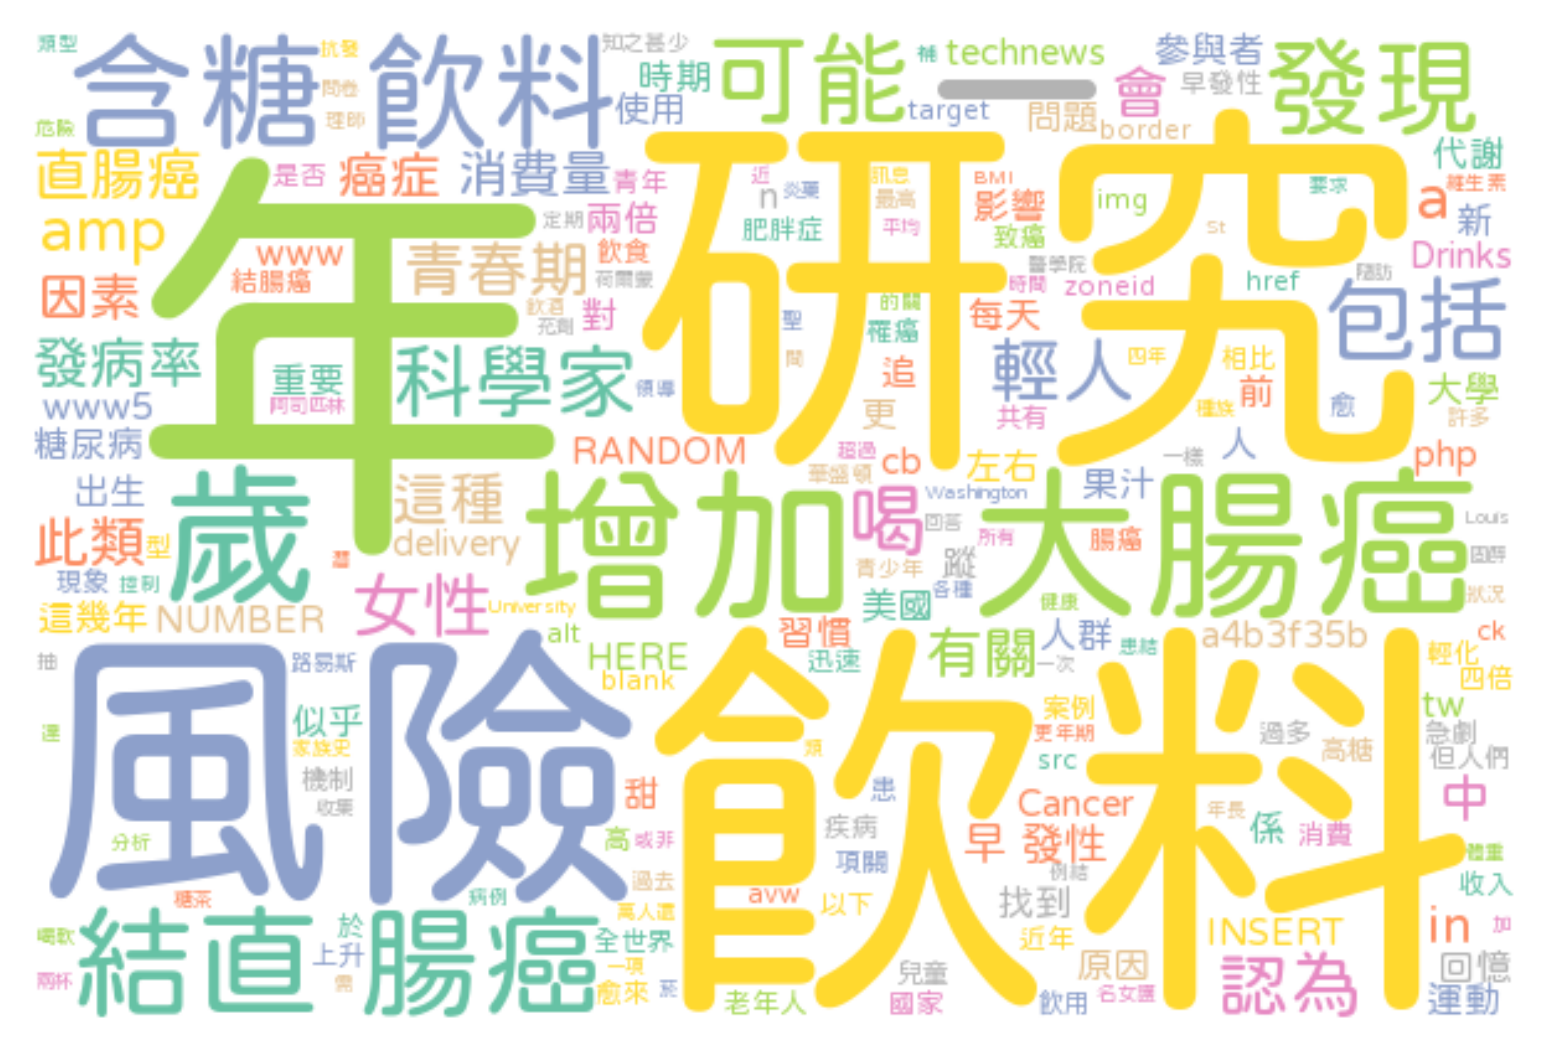 類型
含糖飲料
抗發
問卷
理師
知之甚少
時期
使用
可能
補
technews
target
參與者
會
早發性
發現
問題
border
危險
直腸癌
是否
癌症
消費量
青年
年
研究
近
n
炎藥
訊息
最高
BMI
影響
img
要求
代謝
a
維生素
新
amp
www
結腸癌
定期
兩倍
青春期
飲食
荷爾蒙
肥胖症
平均
致癌
St
醫學院
Drinks
因素
飲酒
充劑
對
的關
時間
zoneid
href
包括
聖
罹癌
每天
發病率
重要
科學家
領導
間
追
輕人
四年
相比
前
www5
阿司匹林
更
共有
種族
愈
大學
許多
糖尿病
RANDOM
超過
華盛頓
cb
左右
一樣
人
php
出生
歲
這種
增加
喝
Washington
回答
果汁
大腸癌
Louis
此類
型
delivery
所有
腸癌
固醇
現象
控制
青少年
蹤
各種
狀況
這幾年
NUMBER
女性
University
美國
健康
alt
習慣
有關
人群
患結
a4b3f35b
ck
抽
路易斯
HERE
迅速
一次
輕化
風險
飲料
blank
四倍
似乎
案例
tw
達
家族史
類
更年期
過多
急劇
機制
src
高糖
但人們
收集
甜
患
Cancer
年長
中
分析
高
或非
疾病
早
發性
係
消費
項關
例結
體重
糖茶
病例
過去
avw
以下
找到
收入
結直腸癌
於
萬人還
近年
INSERT
in
加
喝軟
上升
全世界
兩杯
需
一項
愈來
菸
兒童
原因
認為
回憶
老年人
國家
飲用
名女護
運動